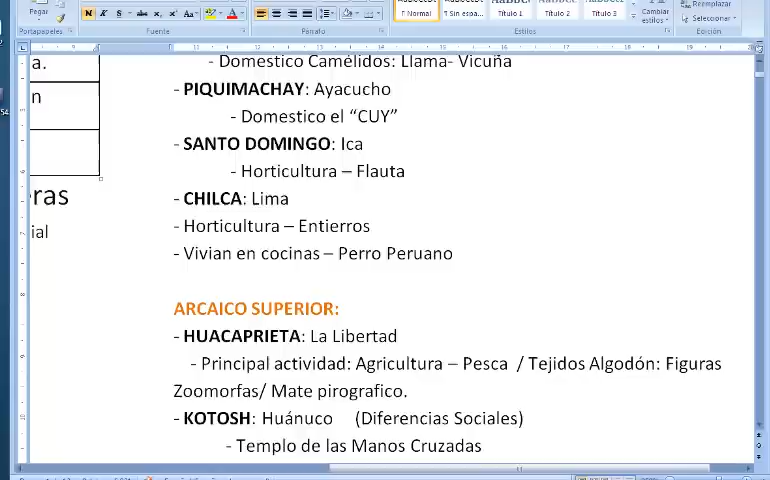 Pegar
Reemplazar
Normal
Sin espa...
Título 1
Título 2
Título 3
Cambiar
estilos
Seleccionar
Portapapeles
Fuente
Párrafo
Estilos
Edición
a.
n
ras
ial
- Domestico Camélidos: Llama- Vicuña
- PIQUIMACHAY: Ayacucho
- Domestico el “CUY”
- SANTO DOMINGO: Ica
- Horticultura – Flauta
- CHILCA: Lima
- Horticultura – Entierros
- Vivian en cocinas – Perro Peruano
ARCAICO SUPERIOR:
- HUACAPRIETA: La Libertad
- Principal actividad: Agricultura – Pesca / Tejidos Algodón: Figuras
Zoomorfas/ Mate pirografico.
- KOTOSH: Huánuco (Diferencias Sociales)
- Templo de las Manos Cruzadas